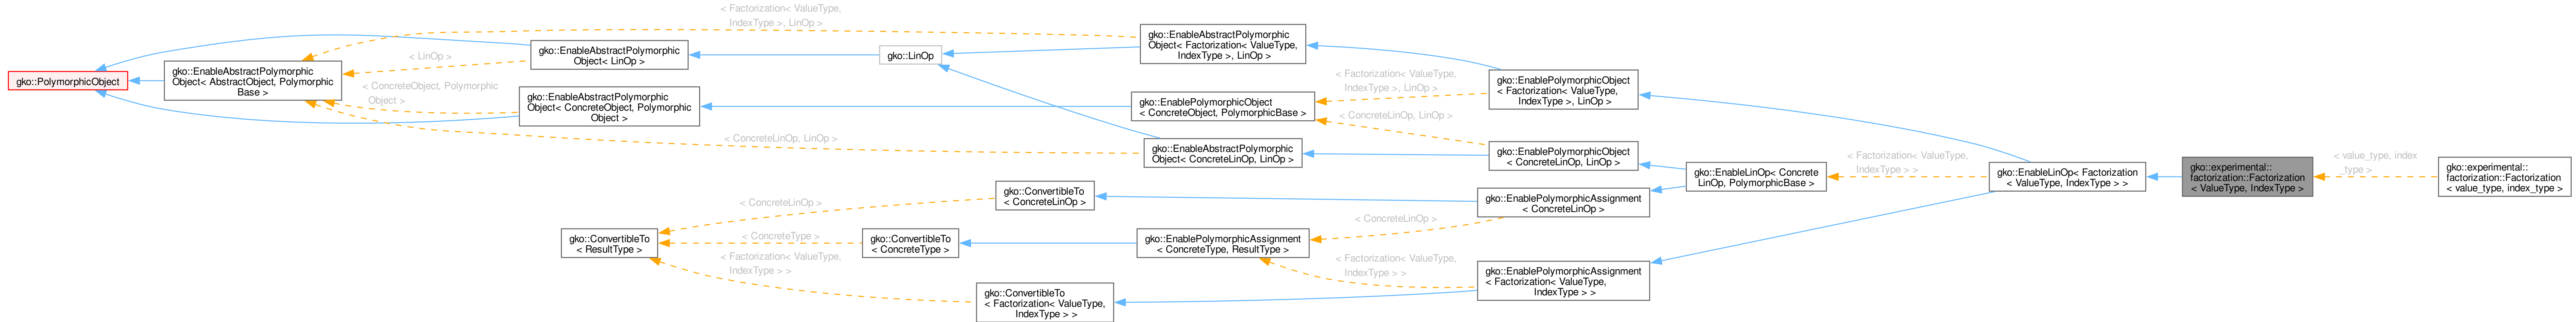 gko::PolymorphicObject
gko::EnableAbstractPolymorphic
Object< AbstractObject, Polymorphic
Base >
gko::EnableAbstractPolymorphic
Object< LinOp >
gko::EnableAbstractPolymorphic
Object< ConcreteObject, Polymorphic
Object >
< LinOp >
< ConcreteObject, Polymorphic
Object >
< Factorization< ValueType,
IndexType >, LinOp >
< ConcreteLinOp, LinOp >
gko::LinOp
gko::EnableAbstractPolymorphic
Object< Factorization< ValueType,
IndexType >, LinOp >
gko::EnablePolymorphicObject
< ConcreteObject, PolymorphicBase >
gko::EnableAbstractPolymorphic
Object< ConcreteLinOp, LinOp >
< Factorization< ValueType,
IndexType >, LinOp >
< ConcreteLinOp, LinOp >
gko::EnablePolymorphicObject
< Factorization< ValueType,
IndexType >, LinOp >
gko::EnablePolymorphicObject
< ConcreteLinOp, LinOp >
gko::ConvertibleTo
< ResultType >
< ConcreteLinOp >
< ConcreteType >
< Factorization< ValueType,
IndexType > >
gko::ConvertibleTo
< ConcreteLinOp >
gko::ConvertibleTo
< ConcreteType >
gko::ConvertibleTo
< Factorization< ValueType,
IndexType > >
gko::EnablePolymorphicAssignment
< ConcreteType, ResultType >
< ConcreteLinOp >
< Factorization< ValueType,
IndexType > >
gko::EnablePolymorphicAssignment
< ConcreteLinOp >
gko::EnablePolymorphicAssignment
< Factorization< ValueType,
IndexType > >
gko::EnableLinOp< Concrete
LinOp, PolymorphicBase >
< Factorization< ValueType,
IndexType > >
gko::EnableLinOp< Factorization
< ValueType, IndexType > >
gko::experimental::
factorization::Factorization
< ValueType, IndexType >
< value_type, index
_type >
gko::experimental::
factorization::Factorization
< value_type, index_type >